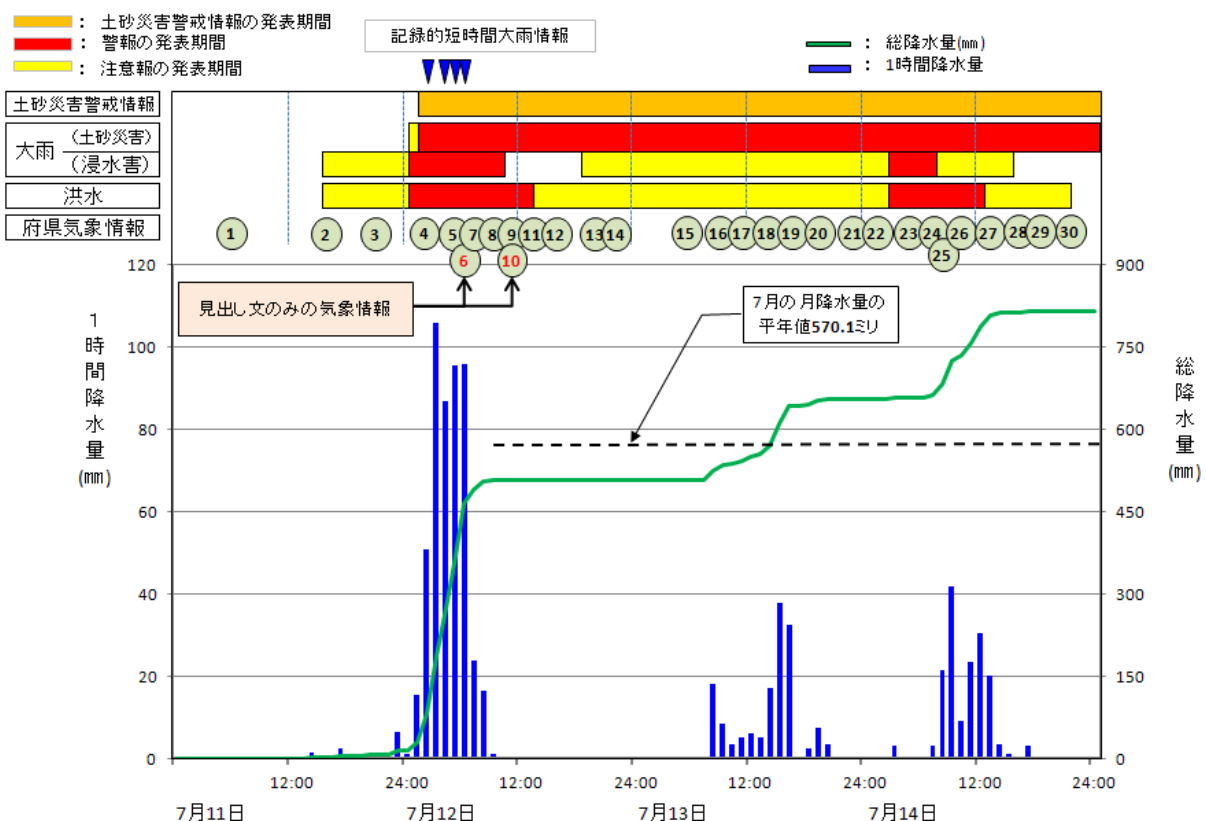 ： 土砂災害警戒情報の発表期間
： 警報の発表期間
： 注意報の発表期間
記録的短時間大雨情報
： 総降水量(mm)
： 1時間降水量
土砂災害警戒情報
大雨
（土砂災害）
（浸水害）
洪水
府県気象情報
1 2 3 4 5 7 8 9 11 12 13 14 15 16 17 18 19 20 21 22 23 24 26 27 28 29 30
6 10 25
見出し文のみの気象情報
7月の月降水量の
平年値570.1ミリ
1時間降水量(mm)
120
100
80
60
40
20
0
総降水量(mm)
900
750
600
450
300
150
0
12:00 24:00 12:00 24:00 12:00 24:00 12:00 24:00
7月11日 7月12日 7月13日 7月14日